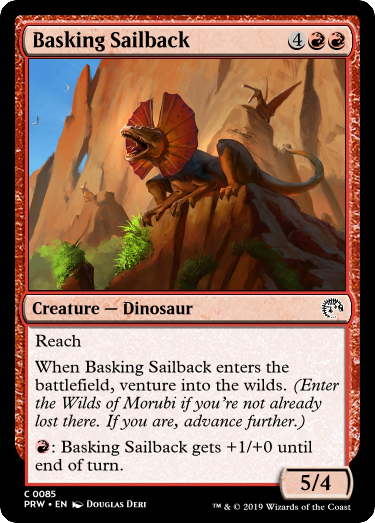 Basking Sailback 4
Creature — Dinosaur
Reach
When Basking Sailback enters the
battlefield, venture into the wilds. (Enter
the Wilds of Morubi if you're not already
lost there. If you are, advance further.)
: Basking Sailback gets +1/+0 until
end of turn.
5/4
C 0085
PRW • EN Douglas Deri
™ & © 2019 Wizards of the Coast